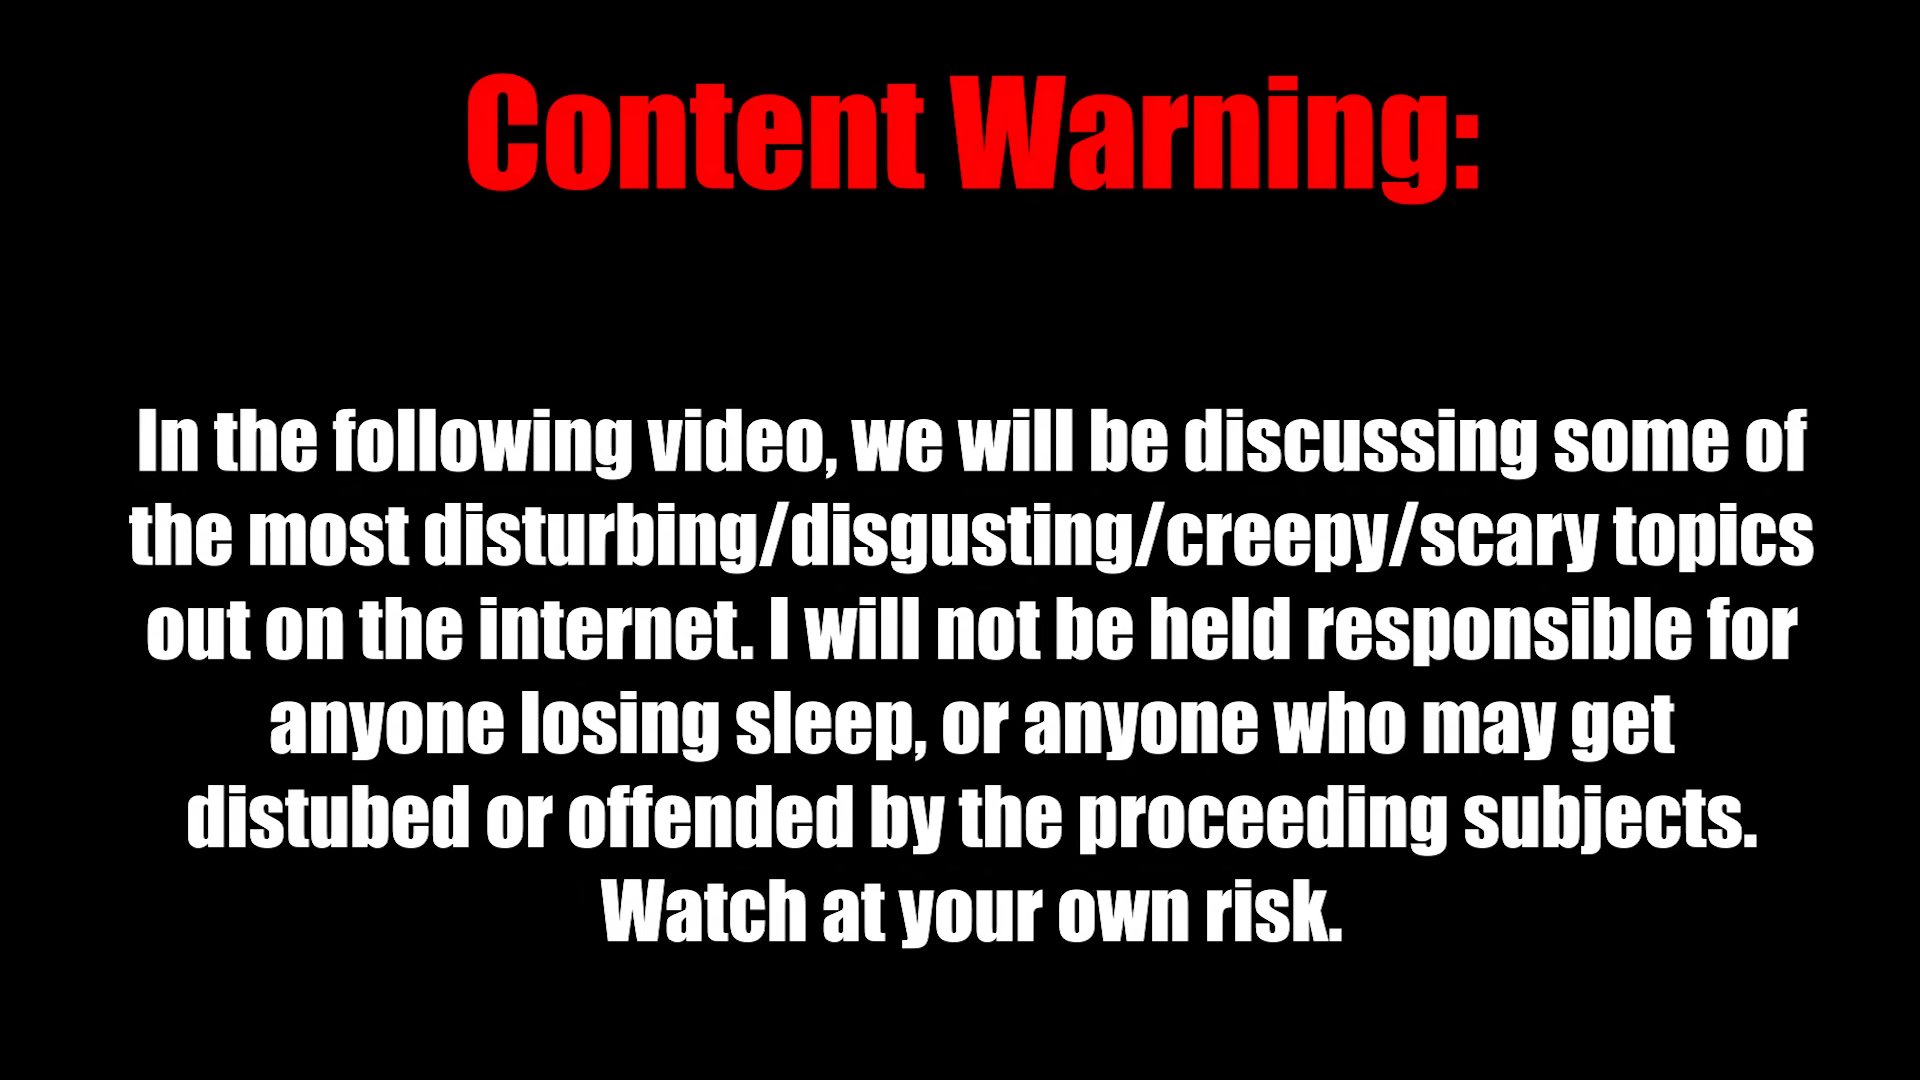 Content Warning:
In the following video, we will be discussing some of
the most disturbing/disgusting/creepy/scary topics
out on the internet. I will not be held responsible for
anyone losing sleep, or anyone who may get
distubed or offended by the proceeding subjects.
Watch at your own risk.